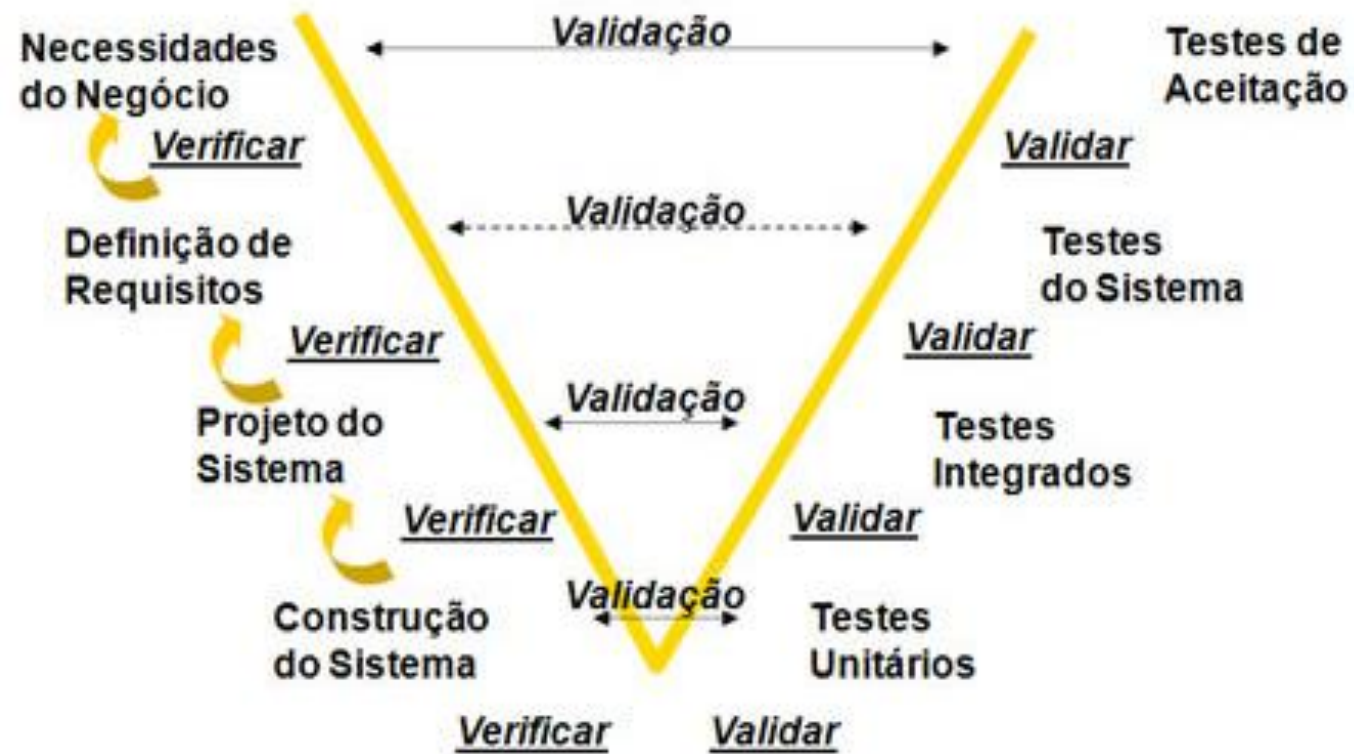 Validação
Necessidades
do Negócio
Testes de
Aceitação
Verificar
Validar
Validação
Definição de
Requisitos
Testes
do Sistema
Verificar
Validar
Validação
Projeto do
Sistema
Testes
Integrados
Verificar
Validar
Validação
Construção
do Sistema
Testes
Unitários
Verificar
Validar